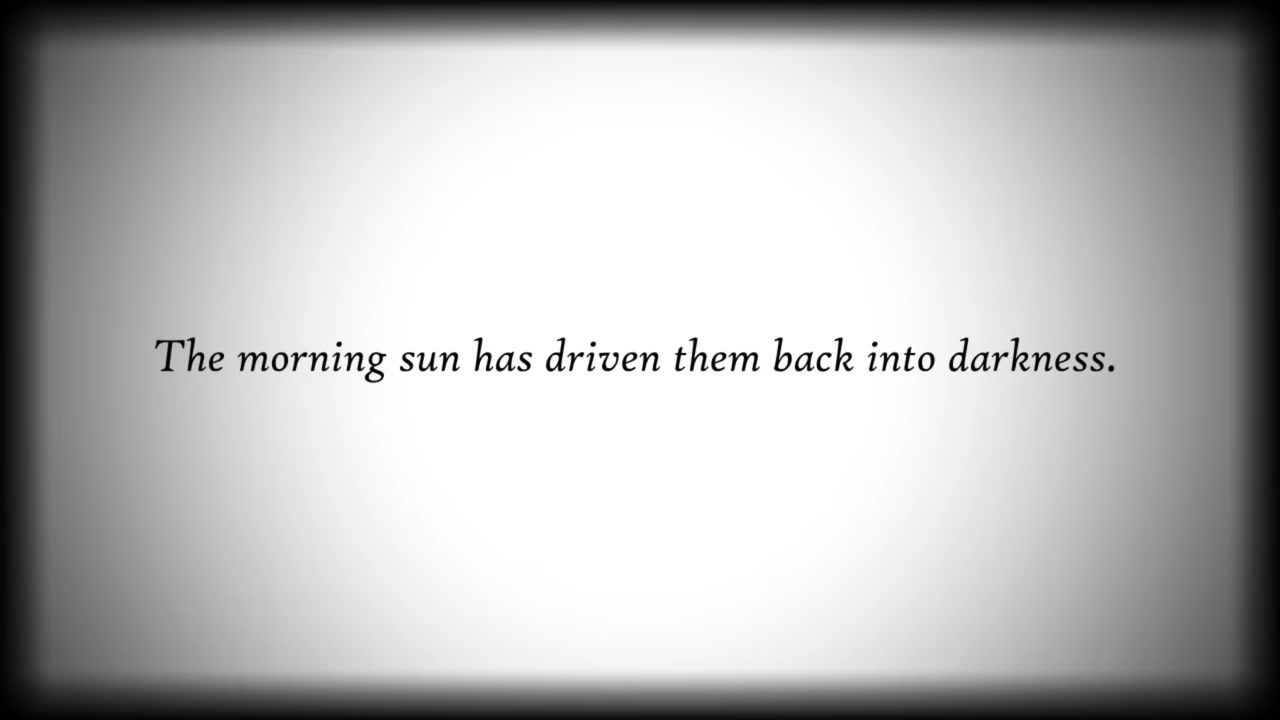 The morning sun has driven them back into darkness.